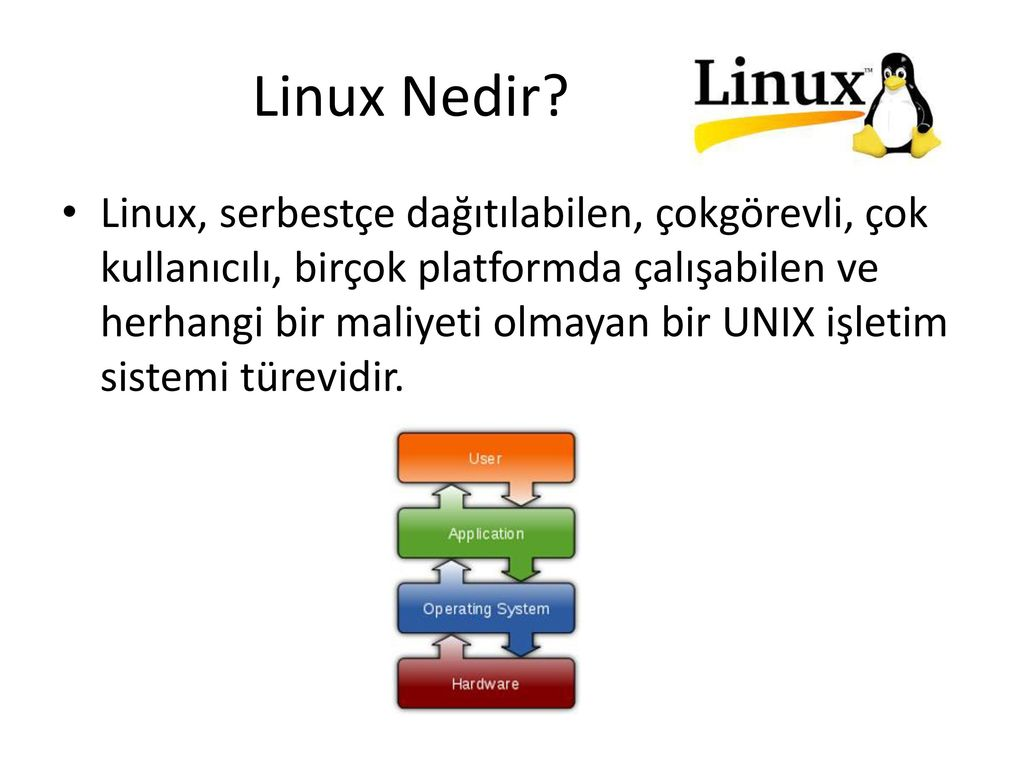 Linux Nedir?
Linux™
• Linux, serbestçe dağıtılabilen, çokgörevli, çok
kullanıcılı, birçok platformda çalışabilen ve
herhangi bir maliyeti olmayan bir UNIX işletim
sistemi türevidir.
User
Application
Operating System
Hardware